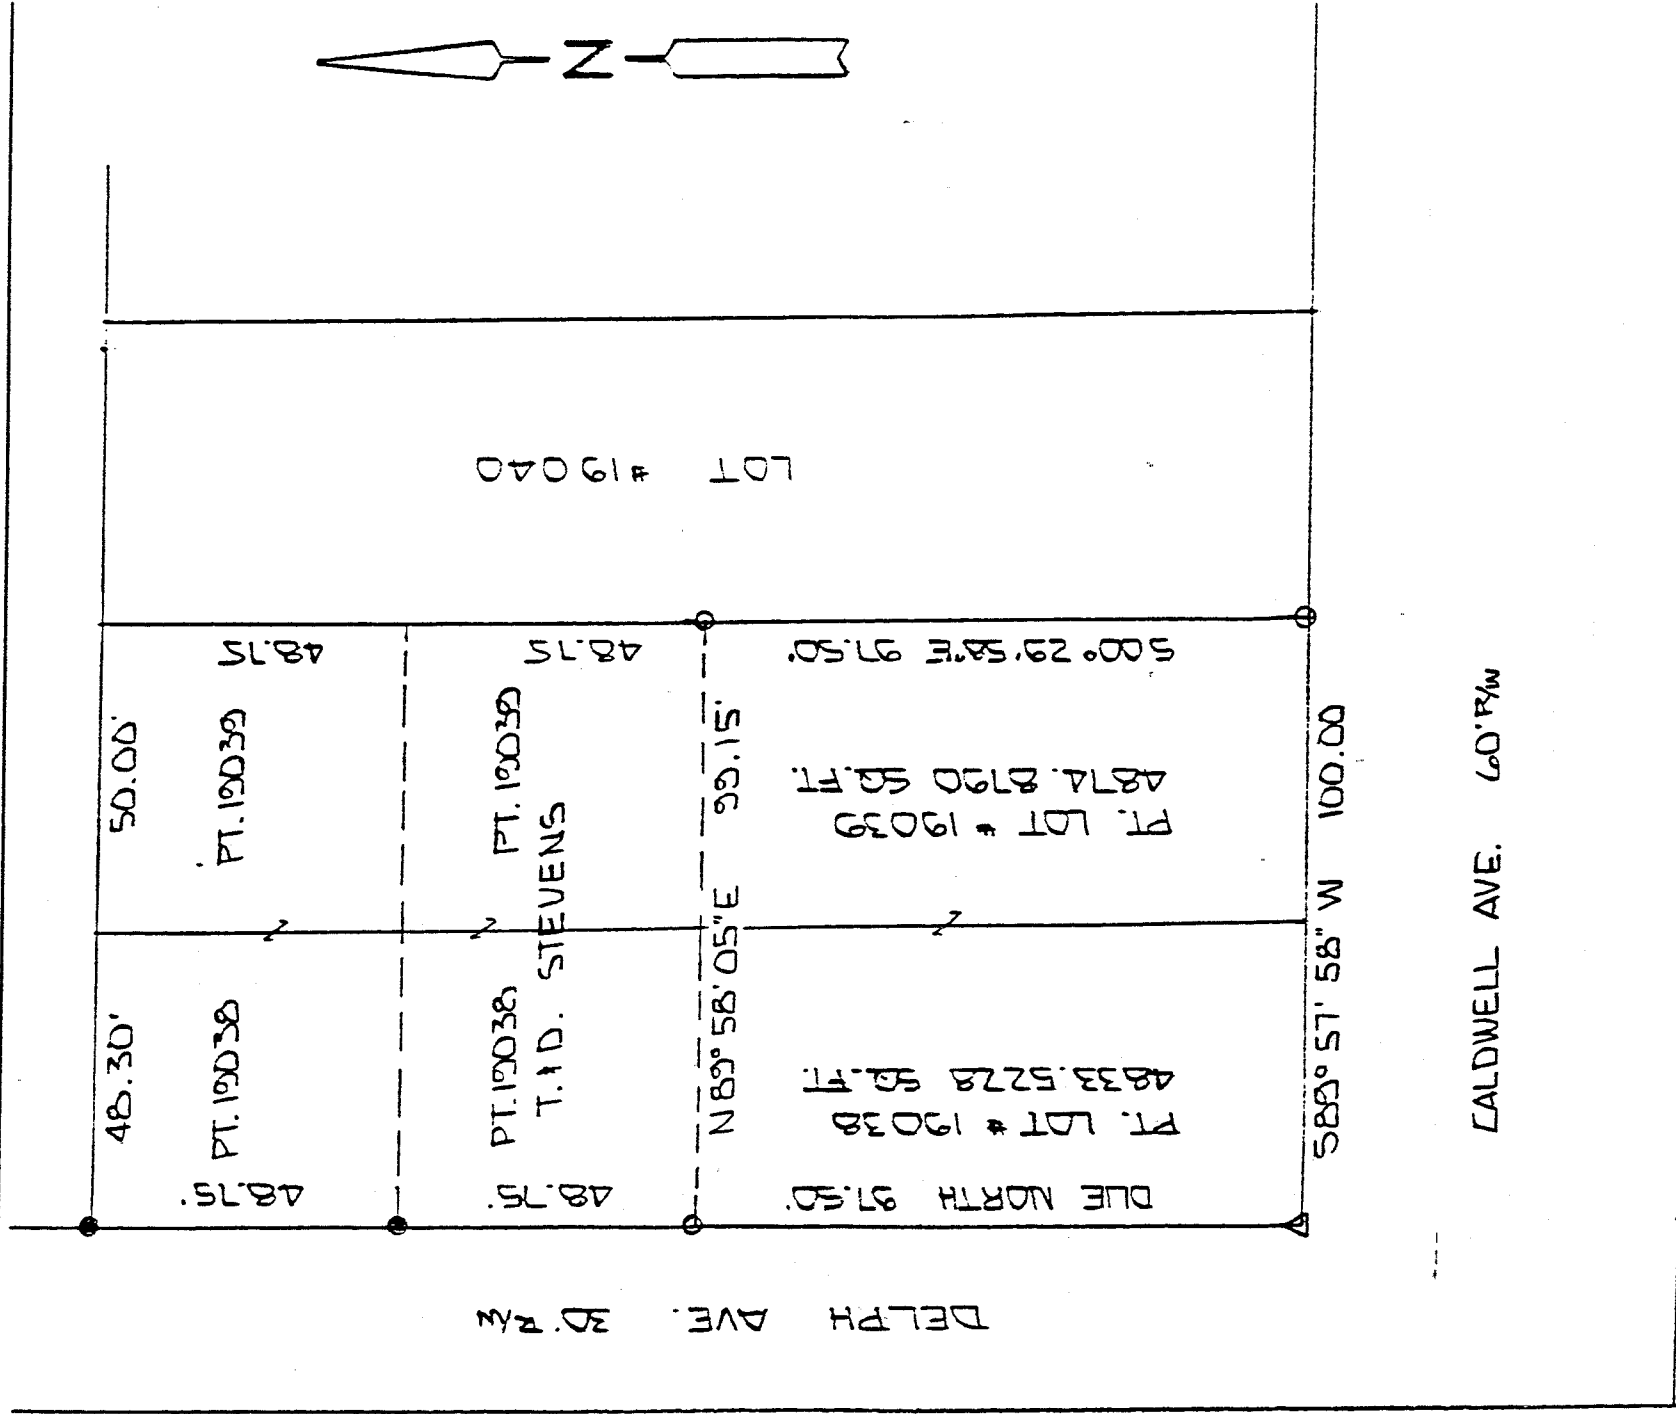 N
LOT #19040
50.00'
48.75
48.75
S00° 29' 58"E 97.50'
PT. 19039
PT. 19039
99.15'
PT. LOT # 19039
4874.8790 SQ.FT.
100.00
48.30'
PT. 19038
PT. 19038
T. & D. STEVENS
N89° 58' 05"E
PT. LOT # 19038
4833.5228 SQ.FT.
S89° 57' 58" W
48.75'
48.75'
DUE NORTH 97.50'
DELPH AVE. 30' R/W
CALDWELL AVE. 60' R/W